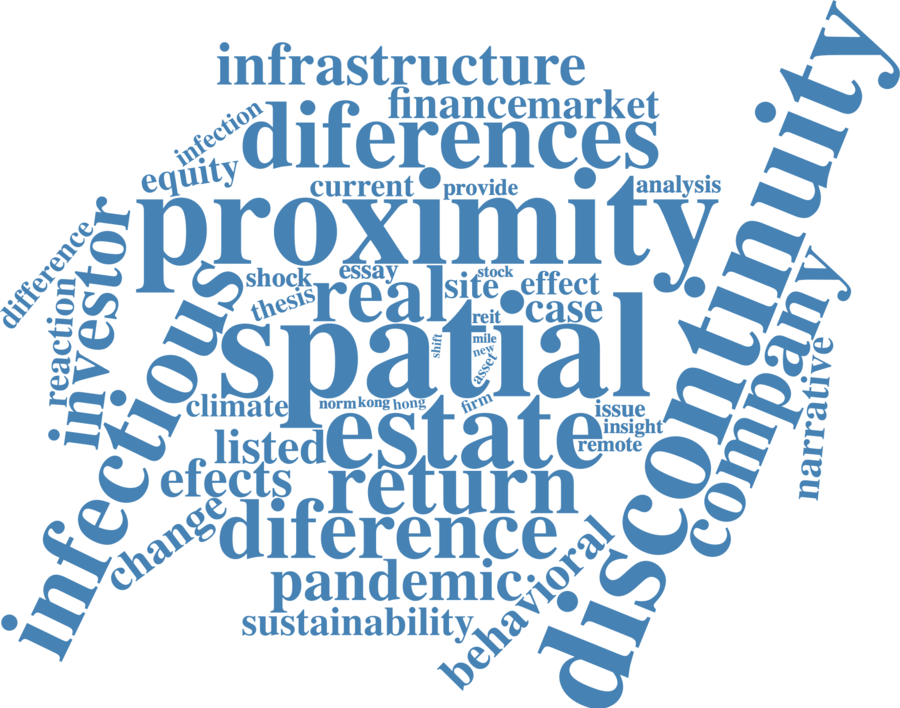 infrastructure
financemarket
infection
diferences
equity
current
provide
analysis
proximity
discontinuity
difference
investor
reaction
shock
essay
stock
thesis
real
site
effect
case
reit
infectious
spatial
shift
mile
new
asset
company
narrative
climate
norm
kong
hong
firm
issue
insight
remote
listed
estate
efects
return
change
diference
pandemic
behavioral
sustainability